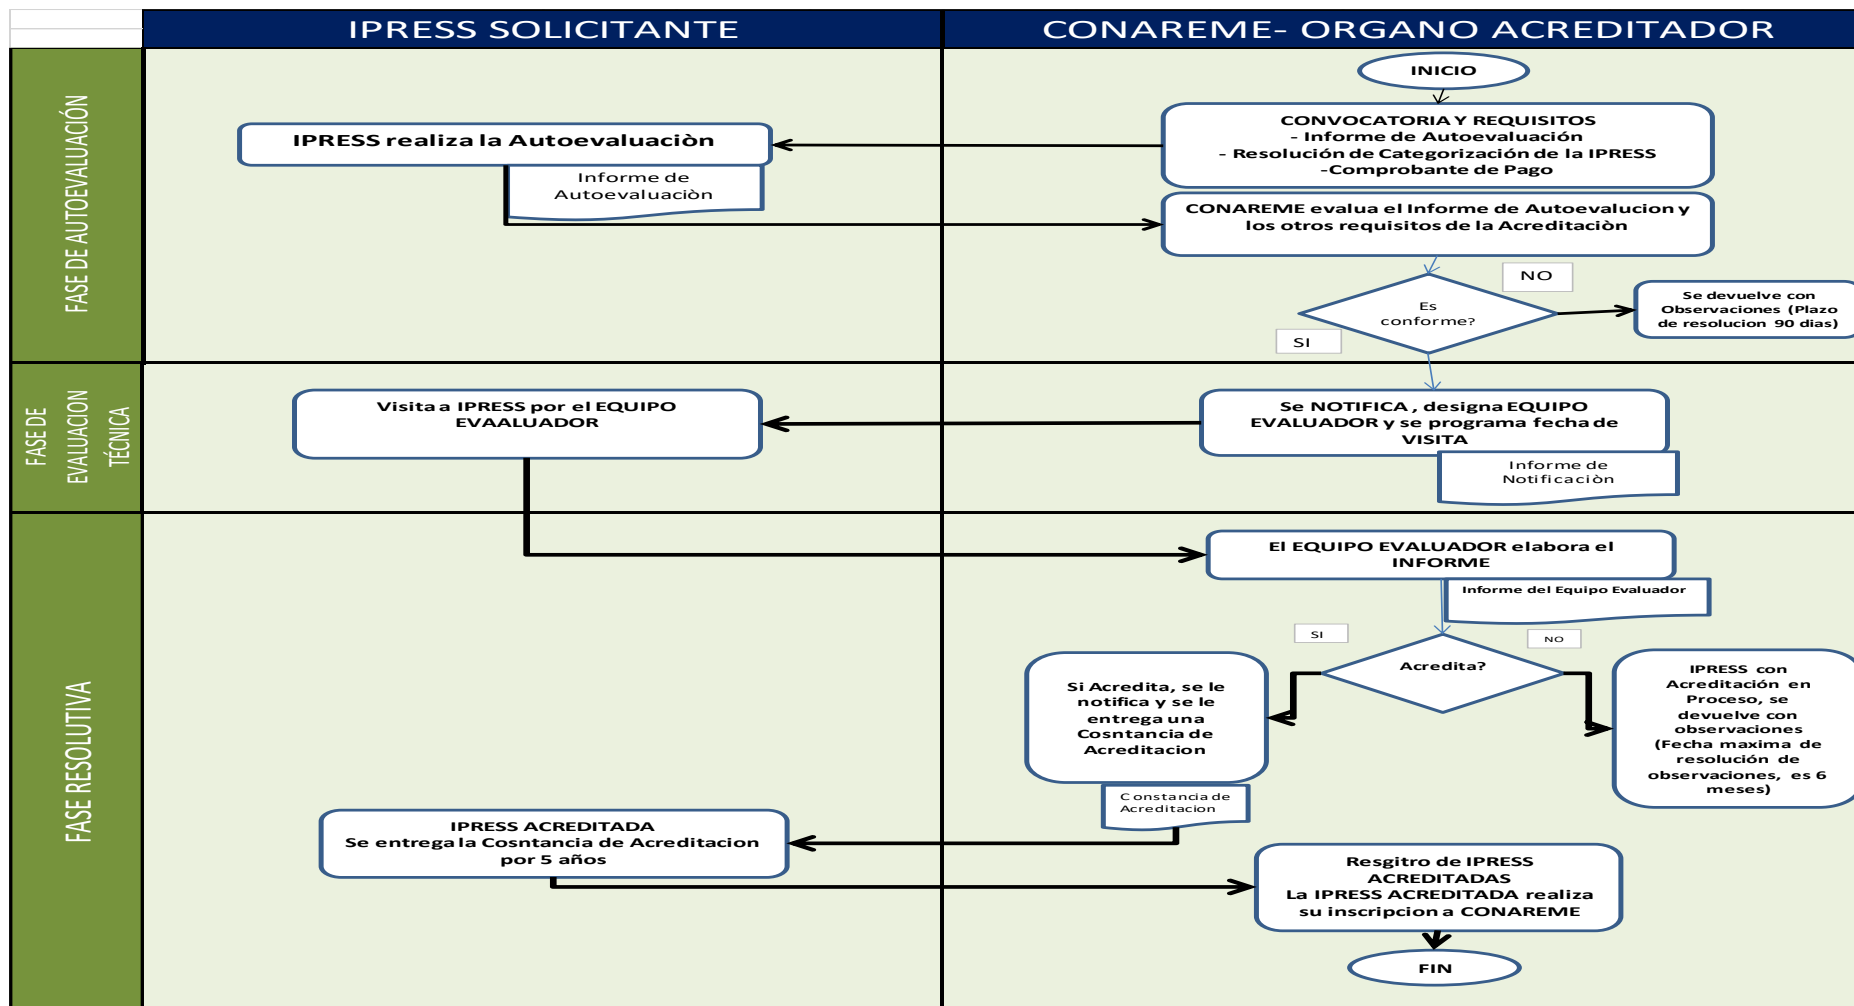 IPRESS SOLICITANTE
CONAREME- ORGANO ACREDITADOR
FASE DE AUTOEVALUACIÓN
INICIO
CONVOCATORIA Y REQUISITOS
- Informe de Autoevaluación
- Resolución de Categorización de la IPRESS
-Comprobante de Pago
IPRESS realiza la Autoevaluaciòn
Informe de
Autoevaluaciòn
CONAREME evalua el Informe de Autoevalucion y
los otros requisitos de la Acreditaciòn
NO
Es
conforme?
SI
Se devuelve con
Observaciones (Plazo
de resolucion 90 dias)
FASE DE
EVALUACION
TÉCNICA
Visita a IPRESS por el EQUIPO
EVAALUADOR
Se NOTIFICA , designa EQUIPO
EVALUADOR y se programa fecha de
VISITA
Informe de
Notificaciòn
FASE RESOLUTIVA
El EQUIPO EVALUADOR elabora el
INFORME
Informe del Equipo Evaluador
SI
NO
Acredita?
Si Acredita, se le
notifica y se le
entrega una
Cosntancia de
Acreditacion
IPRESS con
Acreditación en
Proceso, se
devuelve con
observaciones
(Fecha maxima de
resolución de
observaciones, es 6
meses)
Constancia de
Acreditacion
IPRESS ACREDITADA
Se entrega la Cosntancia de Acreditacion
por 5 años
Resgitro de IPRESS
ACREDITADAS
La IPRESS ACREDITADA realiza
su inscripcion a CONAREME
FIN